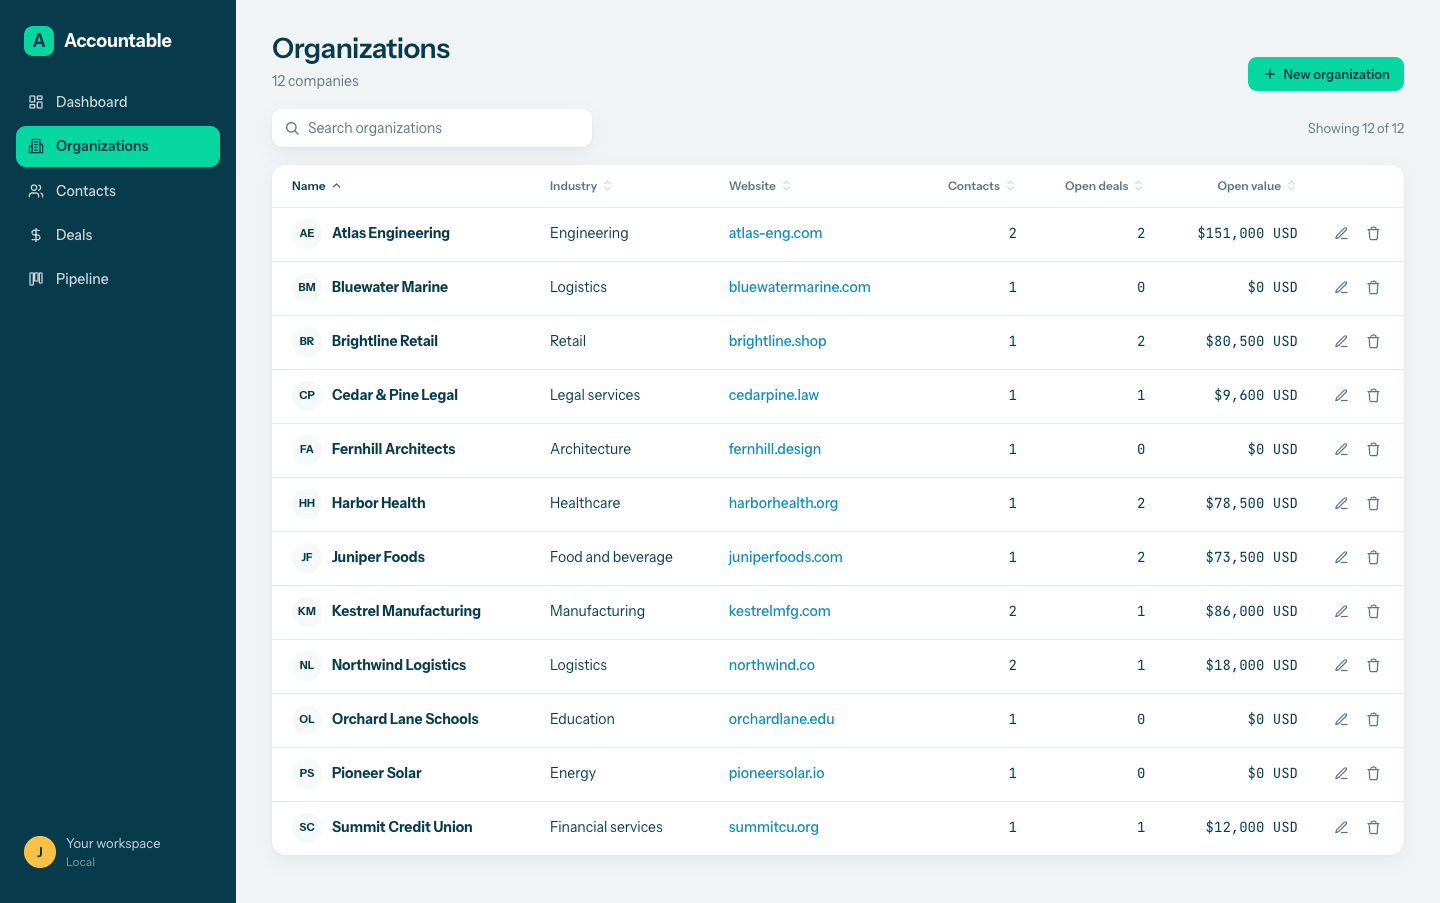 A Accountable
Dashboard
Organizations
Contacts
Deals
Pipeline
J Your workspace
Local
Organizations
12 companies
+ New organization
Search organizations
Showing 12 of 12
Name Industry Website Contacts Open deals Open value
AE Atlas Engineering Engineering atlas-eng.com 2 2 $151,000 USD
BM Bluewater Marine Logistics bluewatermarine.com 1 0 $0 USD
BR Brightline Retail Retail brightline.shop 1 2 $80,500 USD
CP Cedar & Pine Legal Legal services cedarpine.law 1 1 $9,600 USD
FA Fernhill Architects Architecture fernhill.design 1 0 $0 USD
HH Harbor Health Healthcare harborhealth.org 1 2 $78,500 USD
JF Juniper Foods Food and beverage juniperfoods.com 1 2 $73,500 USD
KM Kestrel Manufacturing Manufacturing kestrelmfg.com 2 1 $86,000 USD
NL Northwind Logistics Logistics northwind.co 2 1 $18,000 USD
OL Orchard Lane Schools Education orchardlane.edu 1 0 $0 USD
PS Pioneer Solar Energy pioneersolar.io 1 0 $0 USD
SC Summit Credit Union Financial services summitcu.org 1 1 $12,000 USD